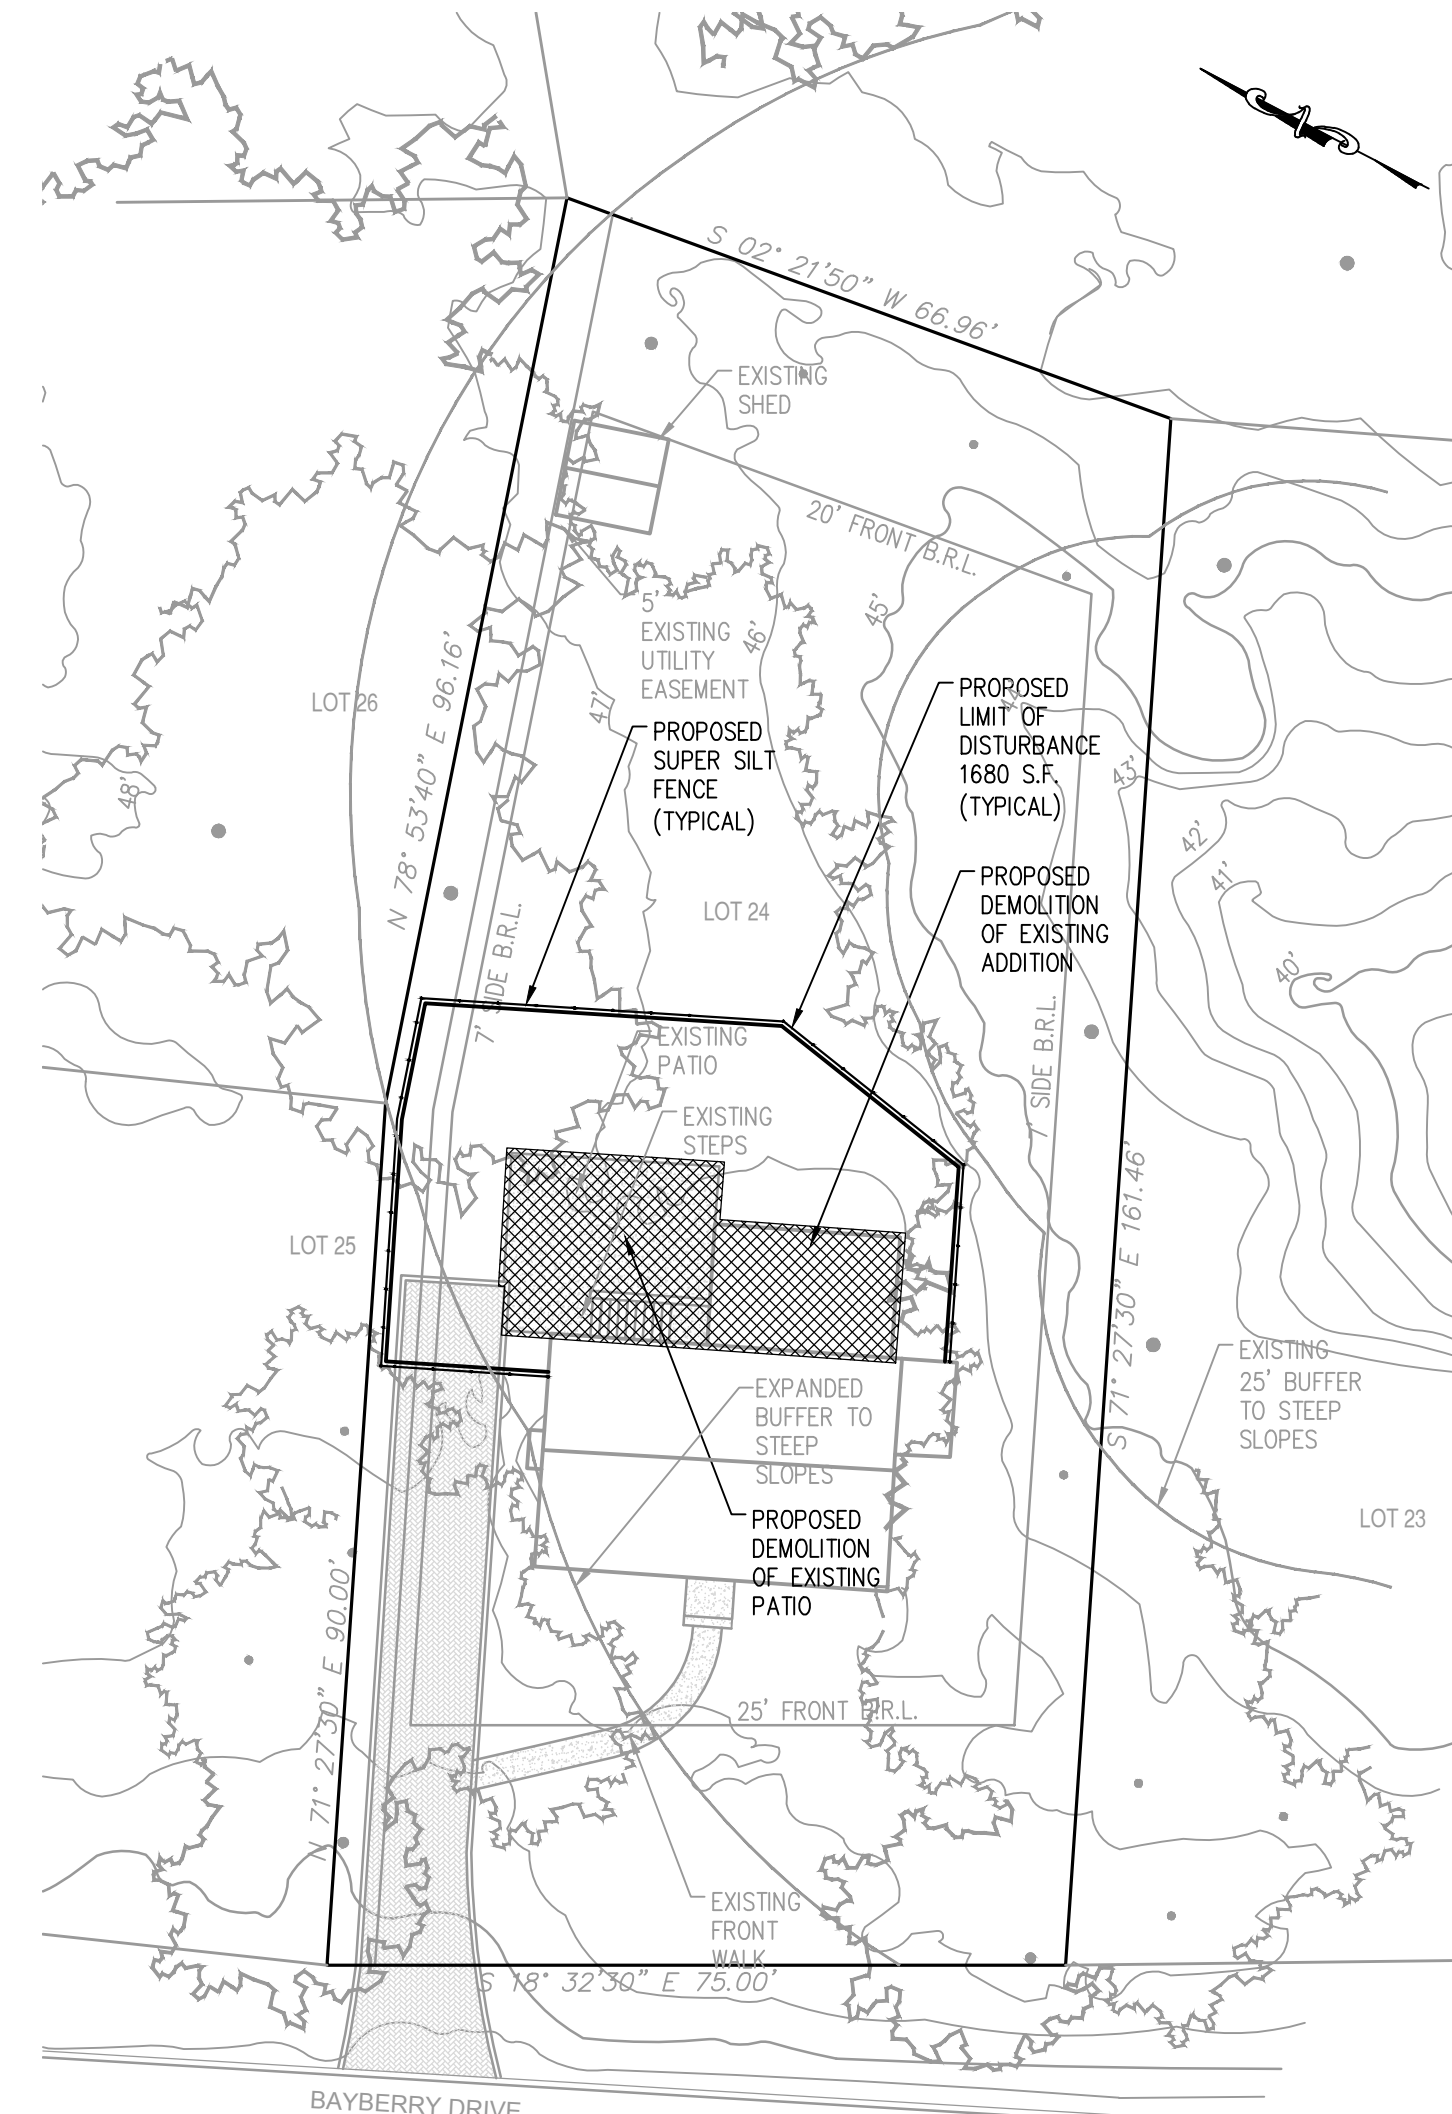 S 02° 21'50" W 66.96'
EXISTING
SHED
20' FRONT B.R.L.
5'
EXISTING
UTILITY
EASEMENT
45'
46'
47'
44'
43'
42'
41'
40'
48'
LOT 26
N 78° 53'40" E 96.16'
PROPOSED
SUPER SILT
FENCE
(TYPICAL)
PROPOSED
LIMIT OF
DISTURBANCE
1680 S.F.
(TYPICAL)
PROPOSED
DEMOLITION
OF EXISTING
ADDITION
LOT 24
7' SIDE B.R.L.
7' SIDE B.R.L.
EXISTING
PATIO
EXISTING
STEPS
LOT 25
S 71° 27'30" E 161.46'
EXISTING
25' BUFFER
TO STEEP
SLOPES
EXPANDED
BUFFER TO
STEEP
SLOPES
PROPOSED
DEMOLITION
OF EXISTING
PATIO
LOT 23
N 71° 27'30" E 90.00'
25' FRONT B.R.L.
EXISTING
FRONT
WALK
S 18° 32'30" E 75.00'
BAYBERRY DRIVE